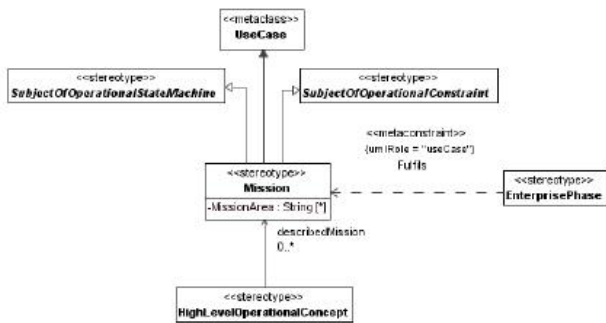 <<metaclass>>
UseCase
<<stereotype>>
SubjectOfOperationalStateMachine
<<stereotype>>
SubjectOfOperationalConstraint
<<metaconstraint>>
{umlRole = "useCase"}
Fulfils
<<stereotype>>
Mission
-MissionArea : String [*]
<<stereotype>>
EnterprisePhase
describedMission
0..*
<<stereotype>>
HighLevelOperationalConcept